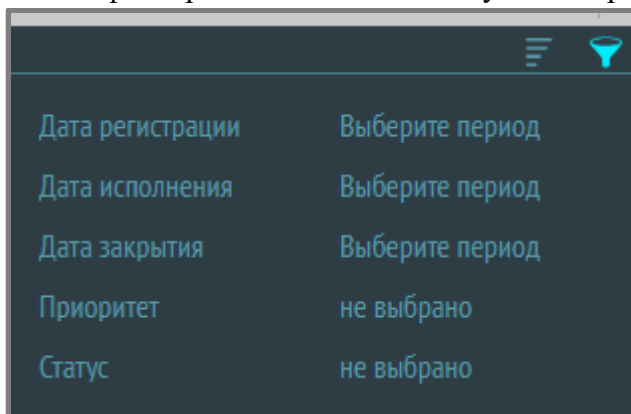 Дата регистрации Выберите период
Дата исполнения Выберите период
Дата закрытия Выберите период
Приоритет не выбрано
Статус не выбрано